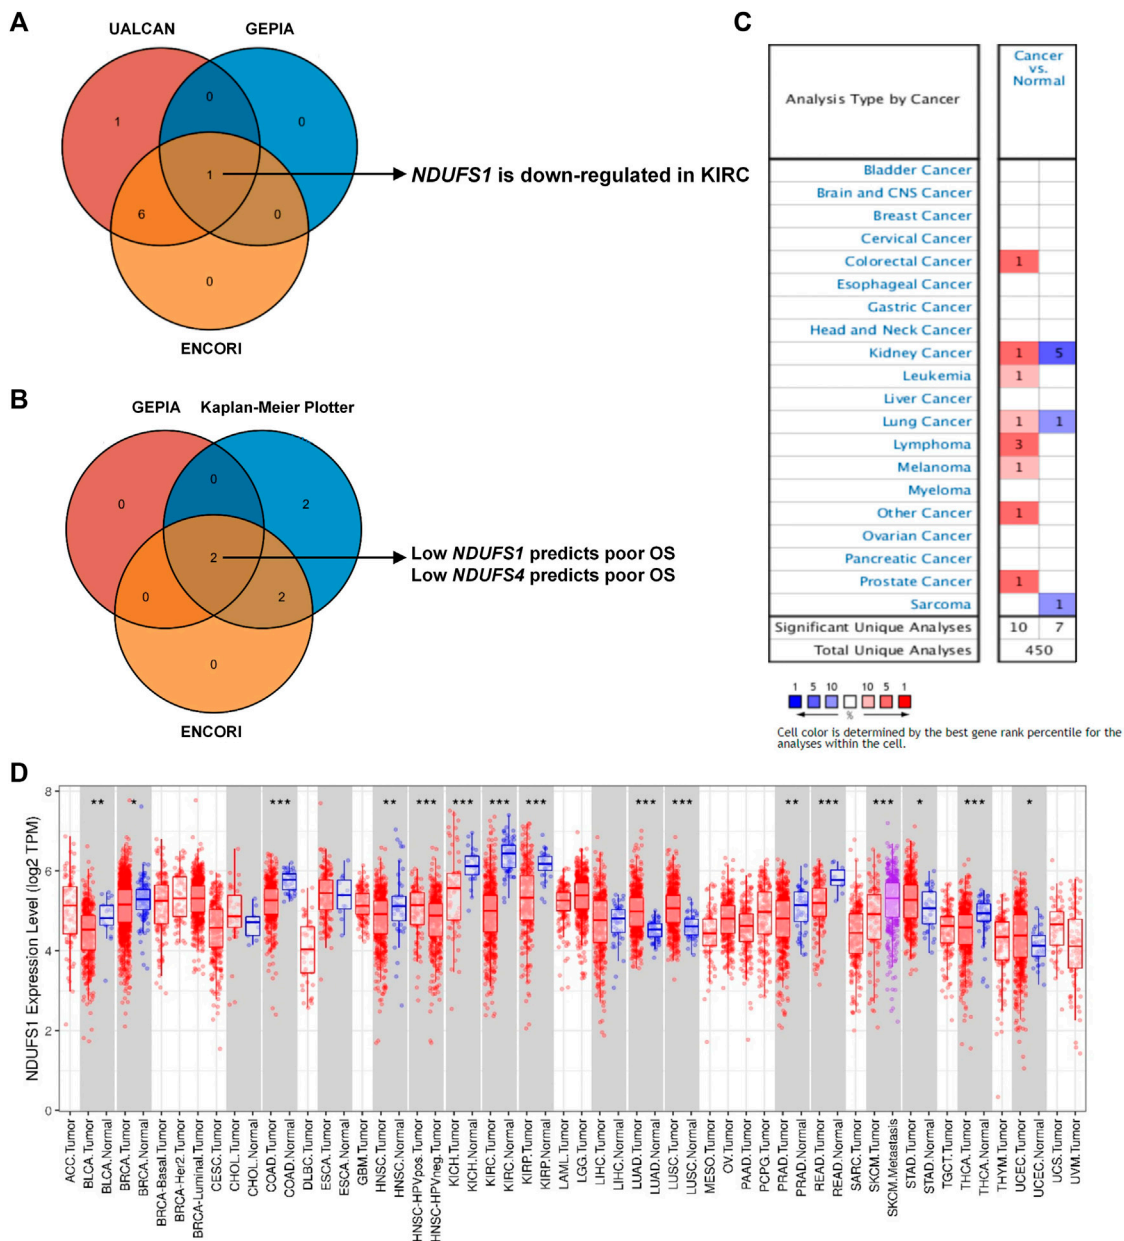 A
UALCAN GEPIA
0
1 0
1
NDUFS1 is down-regulated in KIRC
6 0
0
ENCORI
B
GEPIA Kaplan-Meier Plotter
0
0 2
2
Low NDUFS1 predicts poor OS
Low NDUFS4 predicts poor OS
0 2
0
ENCORI
C
Analysis Type by Cancer
Cancer
vs.
Normal
Bladder Cancer
Brain and CNS Cancer
Breast Cancer
Cervical Cancer
Colorectal Cancer 1
Esophageal Cancer
Gastric Cancer
Head and Neck Cancer
Kidney Cancer 1 5
Leukemia 1
Liver Cancer
Lung Cancer 1 1
Lymphoma 3
Melanoma 1
Myeloma
Other Cancer 1
Ovarian Cancer
Pancreatic Cancer
Prostate Cancer 1
Sarcoma 1
Significant Unique Analyses 10 7
Total Unique Analyses 450
1 5 10 10 5 1
%
Cell color is determined by the best gene rank percentile for the
analyses within the cell.
D
NDUFS1 Expression Level (log2 TPM)
8
6
4
2
0
** * *** ** *** *** *** *** *** *** ** *** *** * *** *
ACC.Tumor
BLCA.Tumor
BLCA.Normal
BRCA.Tumor
BRCA.Normal
BRCA-Basal.Tumor
BRCA-Her2.Tumor
BRCA-Luminal.Tumor
CESC.Tumor
CHOL.Tumor
CHOL.Normal
COAD.Tumor
COAD.Normal
DLBC.Tumor
ESCA.Tumor
ESCA.Normal
GBM.Tumor
HNSC.Tumor
HNSC.Normal
HNSC-HPVpos.Tumor
HNSC-HPVneg.Tumor
KICH.Tumor
KICH.Normal
KIRC.Tumor
KIRC.Normal
KIRP.Tumor
KIRP.Normal
LAML.Tumor
LGG.Tumor
LIHC.Tumor
LIHC.Normal
LUAD.Tumor
LUAD.Normal
LUSC.Tumor
LUSC.Normal
MESO.Tumor
OV.Tumor
PAAD.Tumor
PCPG.Tumor
PRAD.Tumor
PRAD.Normal
READ.Tumor
READ.Normal
SARC.Tumor
SKCM.Tumor
SKCM.Metastasis
STAD.Tumor
STAD.Normal
TGCT.Tumor
THCA.Tumor
THCA.Normal
THYM.Tumor
UCEC.Tumor
UCEC.Normal
UCS.Tumor
UVM.Tumor